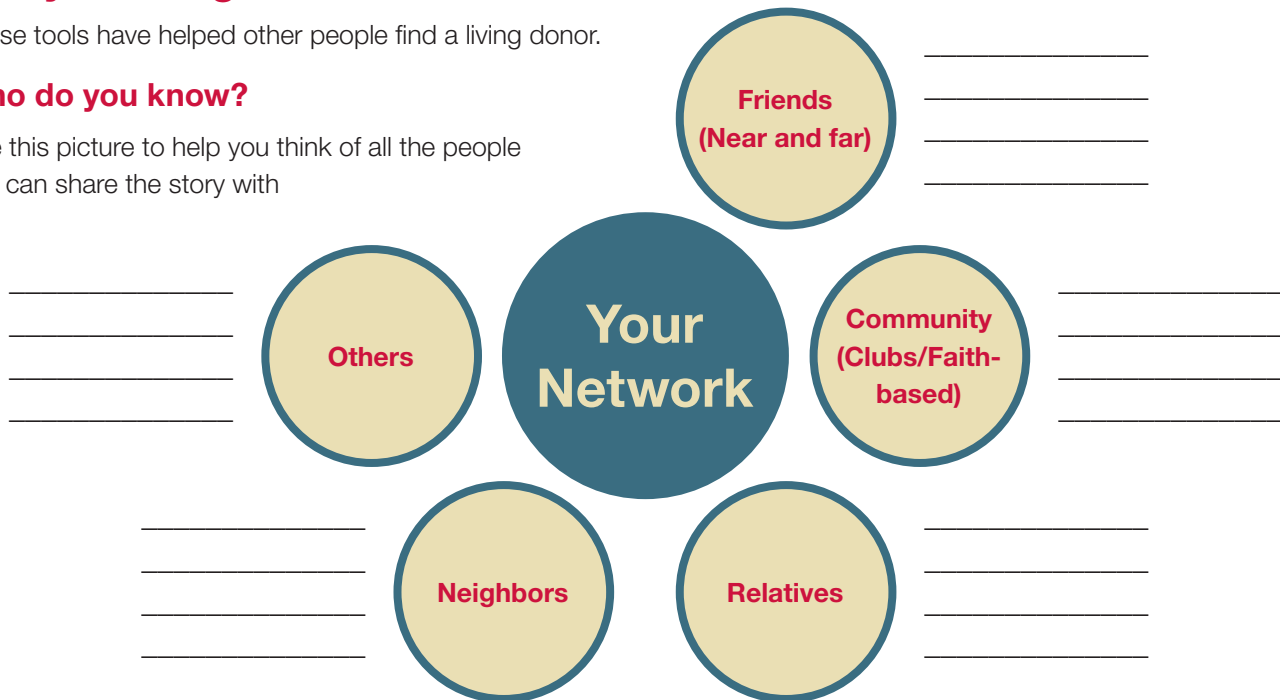 se tools have helped other people find a living donor.
o do you know?
this picture to help you think of all the people
can share the story with
Friends
(Near and far)
Others
Your
Network
Community
(Clubs/Faith-
based)
Neighbors
Relatives